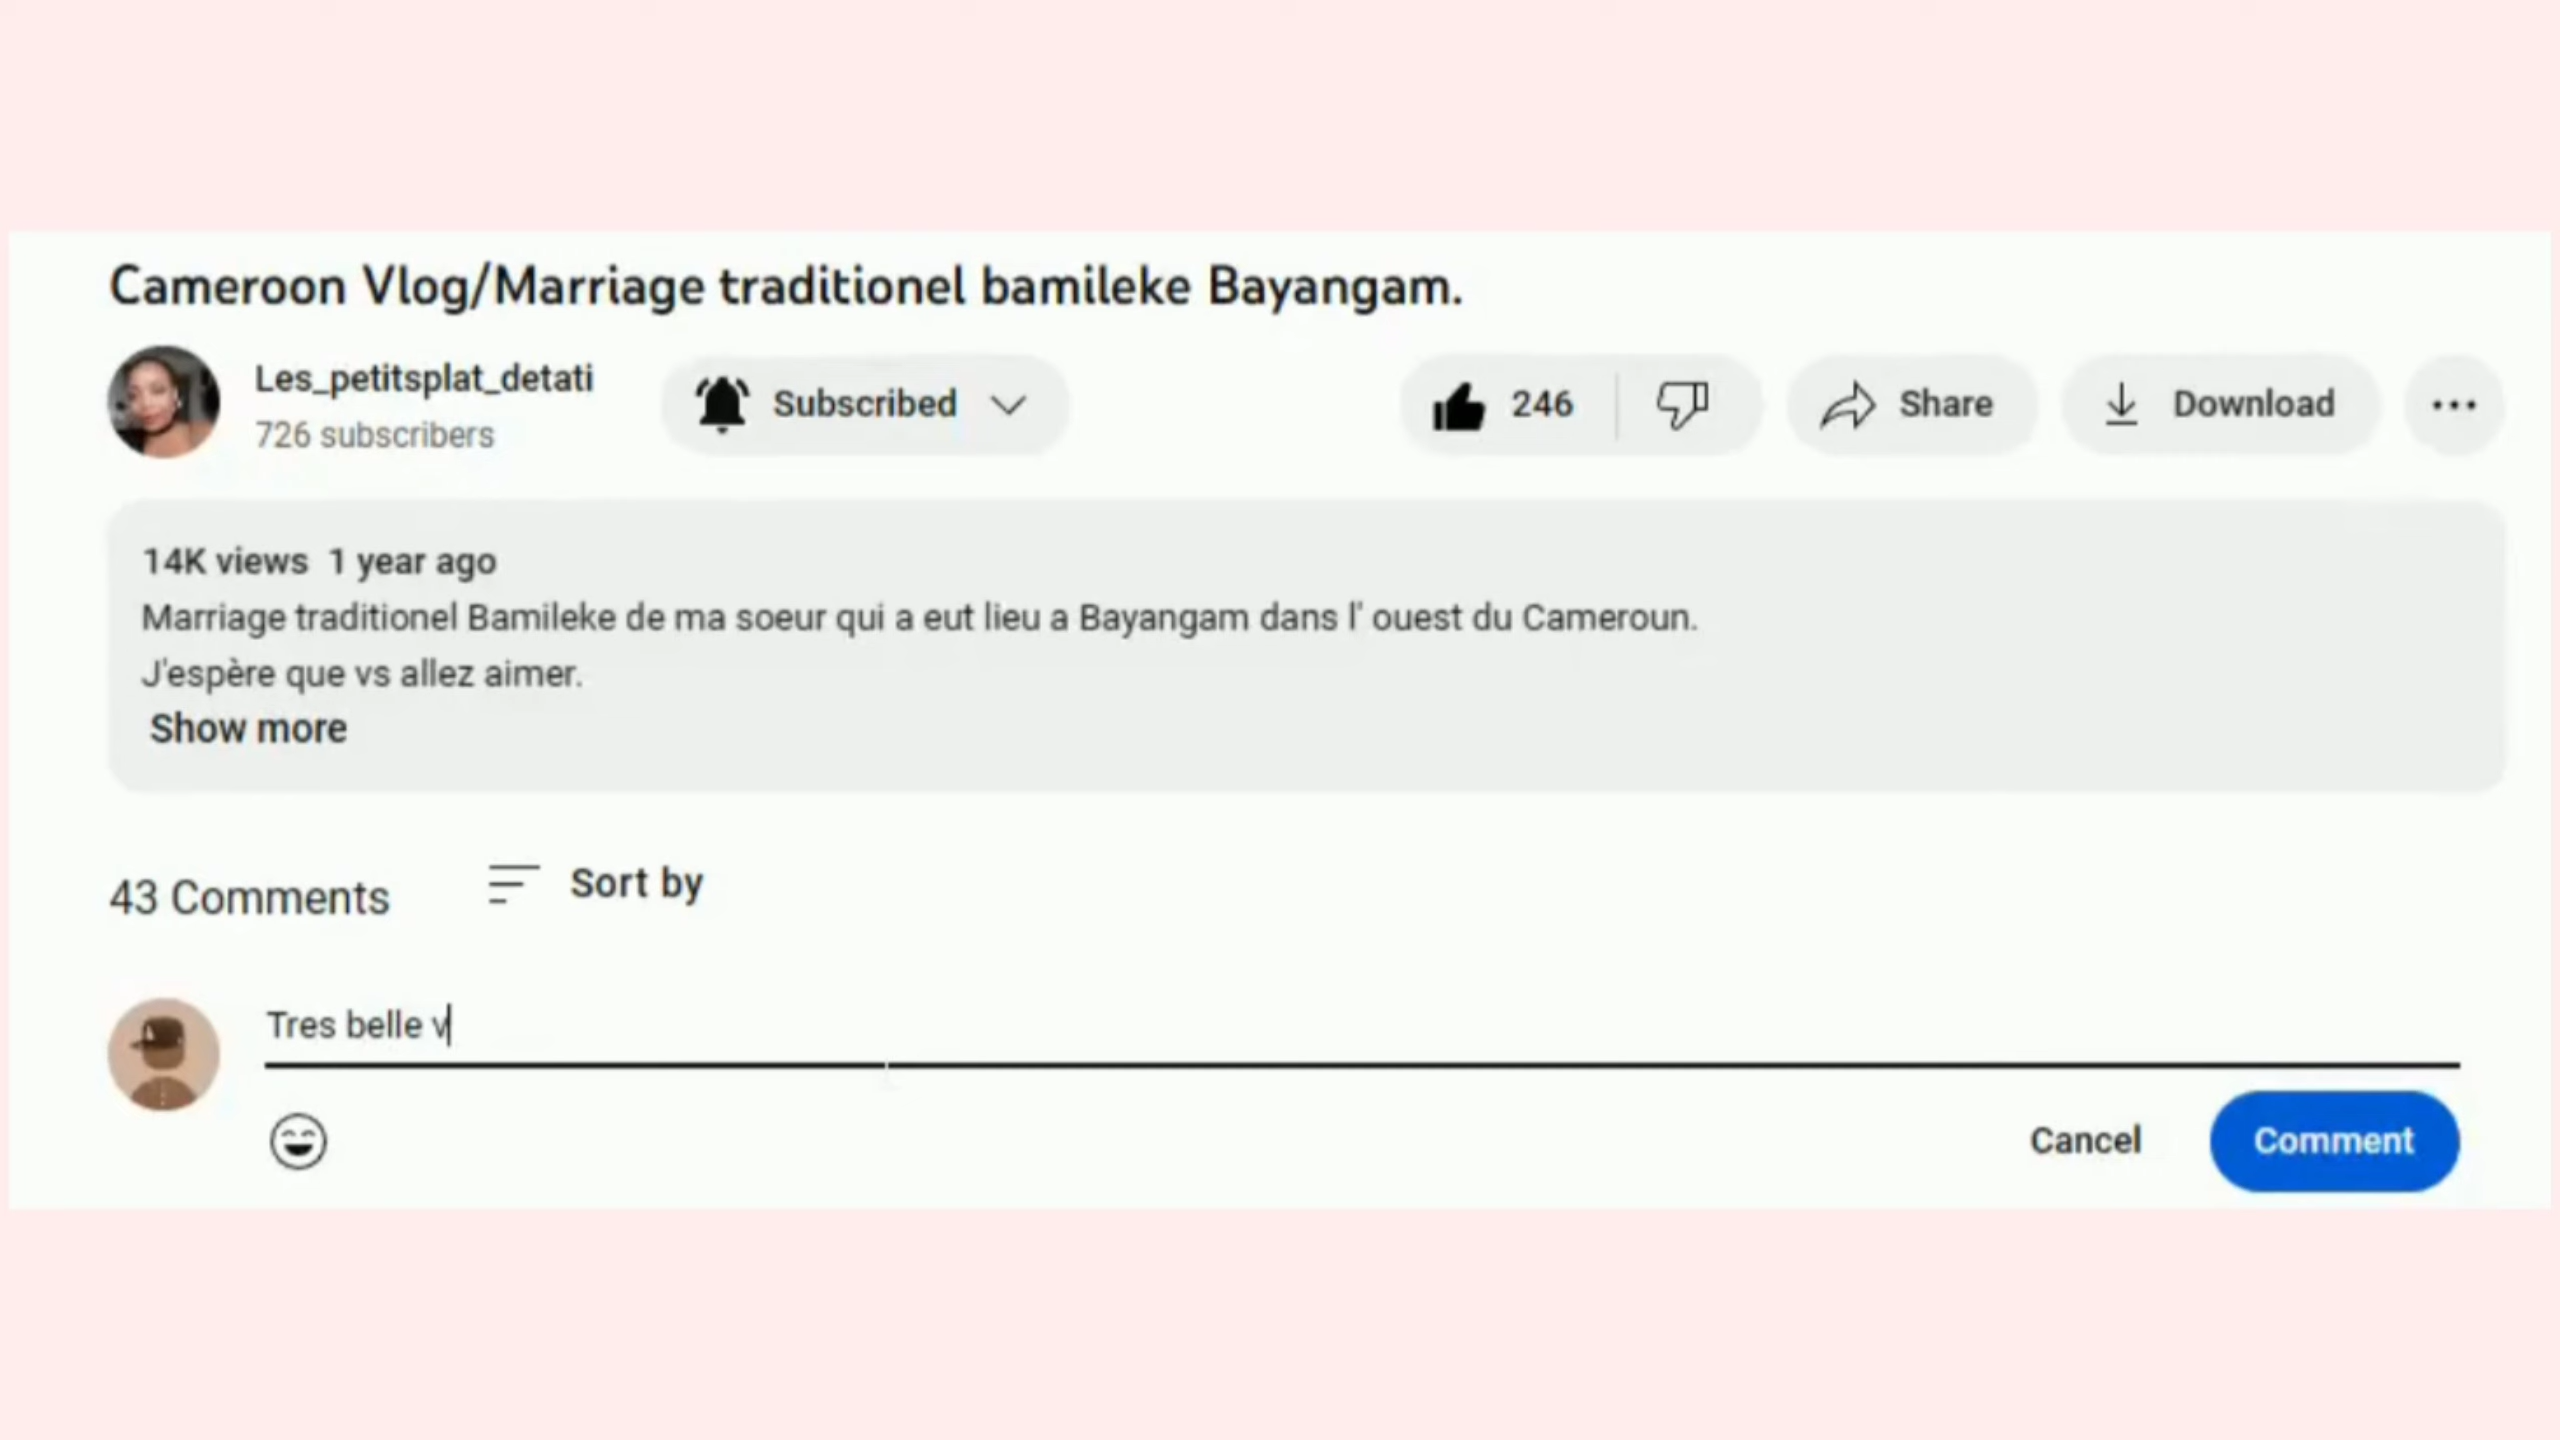 Cameroon Vlog/Marriage traditionel bamileke Bayangam.
Les_petitsplat_detati
726 subscribers
Subscribed
246
Share
Download
14K views 1 year ago
Marriage traditionel Bamileke de ma soeur qui a eut lieu a Bayangam dans l' ouest du Cameroun.
J'espère que vs allez aimer.
Show more
43 Comments
Sort by
Tres belle v
Cancel
Comment